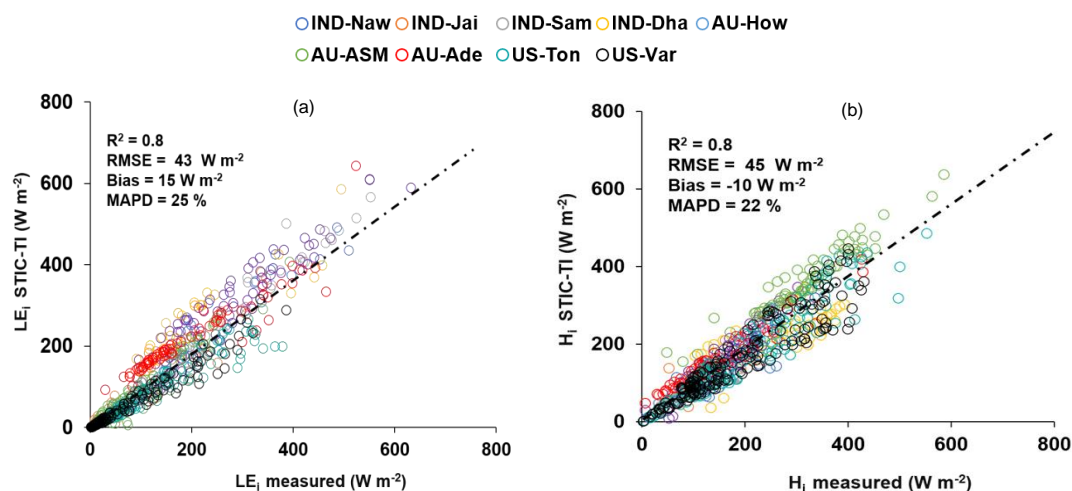 IND-Naw IND-Jai IND-Sam IND-Dha AU-How
AU-ASM AU-Ade US-Ton US-Var
(a)
R² = 0.8
RMSE = 43 W m⁻²
Bias = 15 W m⁻²
MAPD = 25 %
LEᵢ STIC-TI (W m⁻²)
800
600
400
200
0
0 200 400 600 800
LEᵢ measured (W m⁻²)
(b)
R² = 0.8
RMSE = 45 W m⁻²
Bias = -10 W m⁻²
MAPD = 22 %
Hᵢ STIC-TI (W m⁻²)
800
600
400
200
0
0 200 400 600 800
Hᵢ measured (W m⁻²)